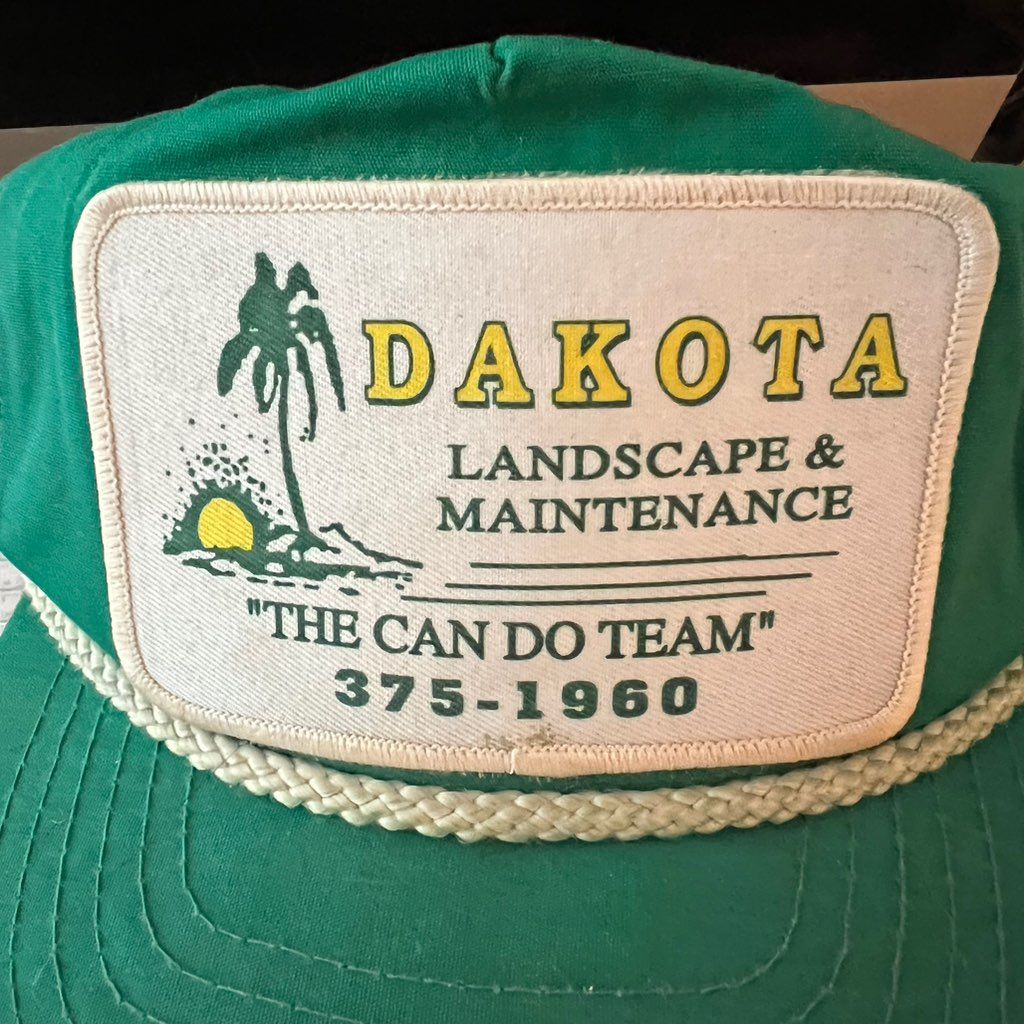 DAKOTA
LANDSCAPE &
MAINTENANCE
"THE CAN DO TEAM"
375-1960